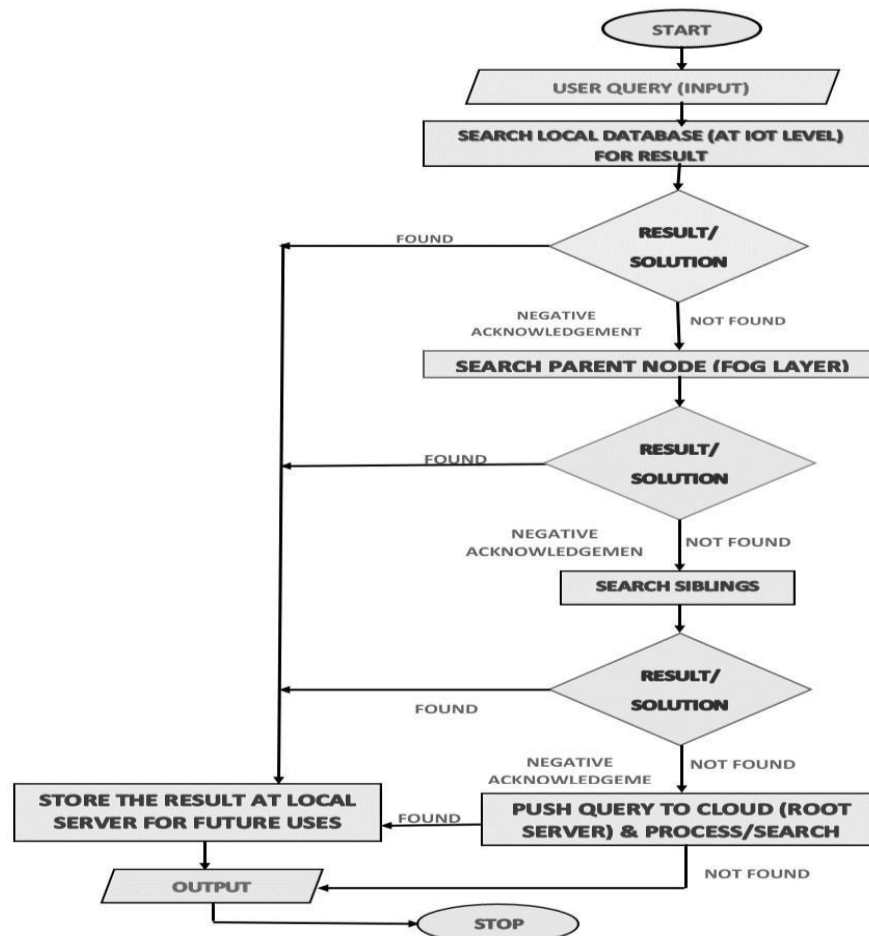 START
USER QUERY (INPUT)
SEARCH LOCAL DATABASE (AT IOT LEVEL)
FOR RESULT
RESULT/
SOLUTION
FOUND
NEGATIVE
ACKNOWLEDGEMENT
NOT FOUND
SEARCH PARENT NODE (FOG LAYER)
RESULT/
SOLUTION
FOUND
NEGATIVE
ACKNOWLEDGEMEN
NOT FOUND
SEARCH SIBLINGS
RESULT/
SOLUTION
FOUND
NEGATIVE
ACKNOWLEDGEME
NOT FOUND
STORE THE RESULT AT LOCAL
SERVER FOR FUTURE USES
FOUND
PUSH QUERY TO CLOUD (ROOT
SERVER) & PROCESS/SEARCH
NOT FOUND
OUTPUT
STOP